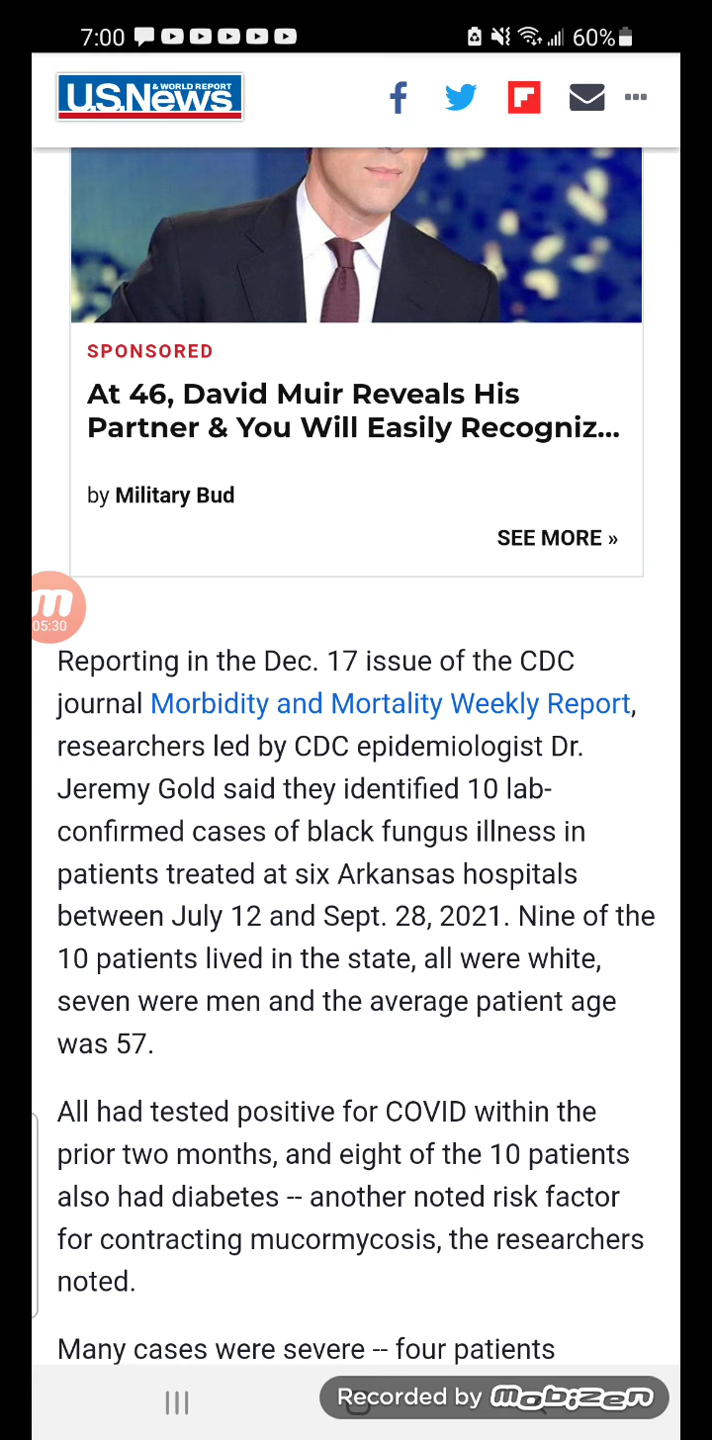 7:00
60%
U.S.News
& WORLD REPORT
SPONSORED
At 46, David Muir Reveals His
Partner & You Will Easily Recogniz...
by Military Bud
SEE MORE »
m
05:30
Reporting in the Dec. 17 issue of the CDC
journal Morbidity and Mortality Weekly Report,
researchers led by CDC epidemiologist Dr.
Jeremy Gold said they identified 10 lab-
confirmed cases of black fungus illness in
patients treated at six Arkansas hospitals
between July 12 and Sept. 28, 2021. Nine of the
10 patients lived in the state, all were white,
seven were men and the average patient age
was 57.
All had tested positive for COVID within the
prior two months, and eight of the 10 patients
also had diabetes -- another noted risk factor
for contracting mucormycosis, the researchers
noted.
Many cases were severe -- four patients
Recorded by mobizen